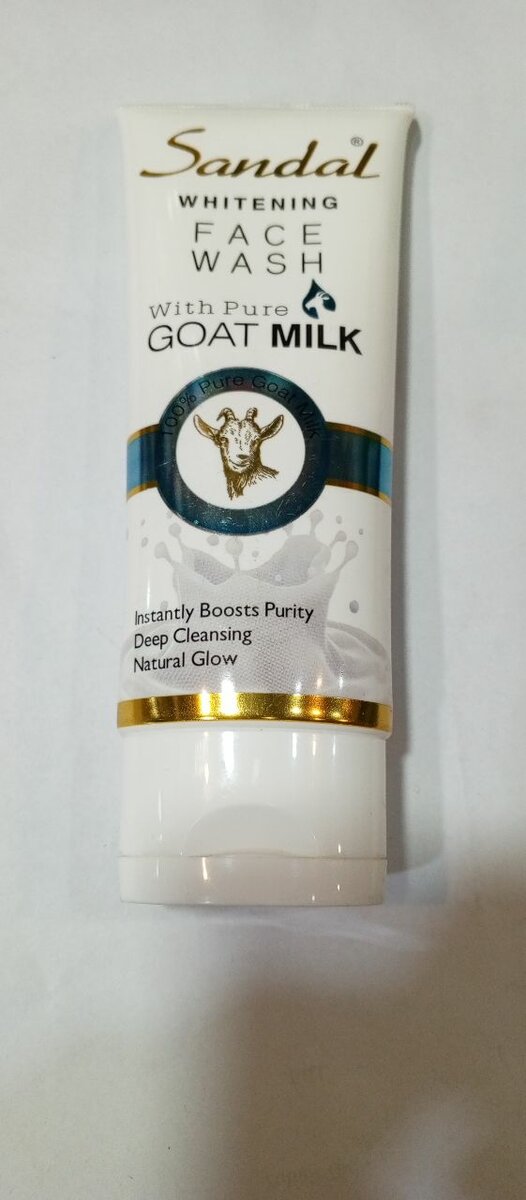 Sandal®
WHITENING
FACE
WASH
With Pure
GOAT MILK
100% Pure Goat Milk
Instantly Boosts Purity
Deep Cleansing
Natural Glow